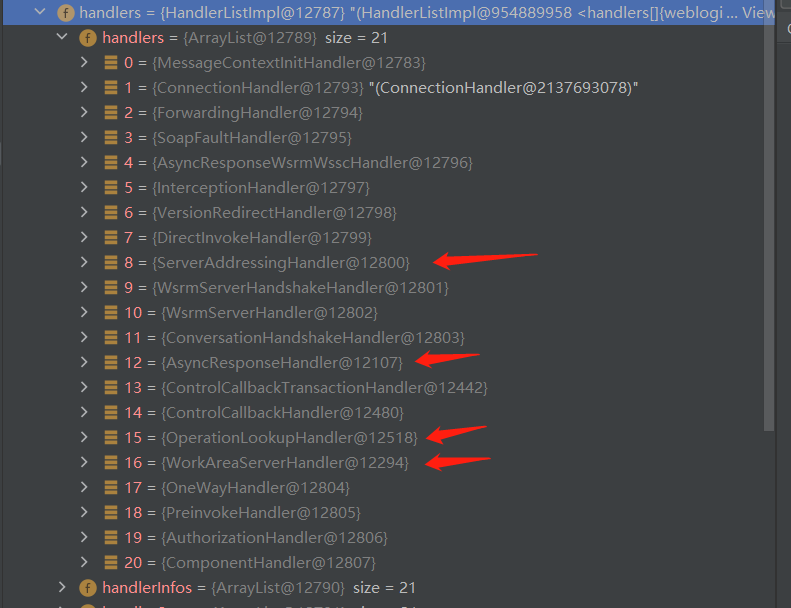 handlers = {HandlerListImpl@12787} "(HandlerListImpl@954889958 <handlers[]{weblogi ... View
handlers = {ArrayList@12789} size = 21
0 = {MessageContextInitHandler@12783}
1 = {ConnectionHandler@12793} "(ConnectionHandler@2137693078)"
2 = {ForwardingHandler@12794}
3 = {SoapFaultHandler@12795}
4 = {AsyncResponseWsrmWsscHandler@12796}
5 = {InterceptionHandler@12797}
6 = {VersionRedirectHandler@12798}
7 = {DirectInvokeHandler@12799}
8 = {ServerAddressingHandler@12800}
9 = {WsrmServerHandshakeHandler@12801}
10 = {WsrmServerHandler@12802}
11 = {ConversationHandshakeHandler@12803}
12 = {AsyncResponseHandler@12107}
13 = {ControlCallbackTransactionHandler@12442}
14 = {ControlCallbackHandler@12480}
15 = {OperationLookupHandler@12518}
16 = {WorkAreaServerHandler@12294}
17 = {OneWayHandler@12804}
18 = {PreinvokeHandler@12805}
19 = {AuthorizationHandler@12806}
20 = {ComponentHandler@12807}
handlerInfos = {ArrayList@12790} size = 21